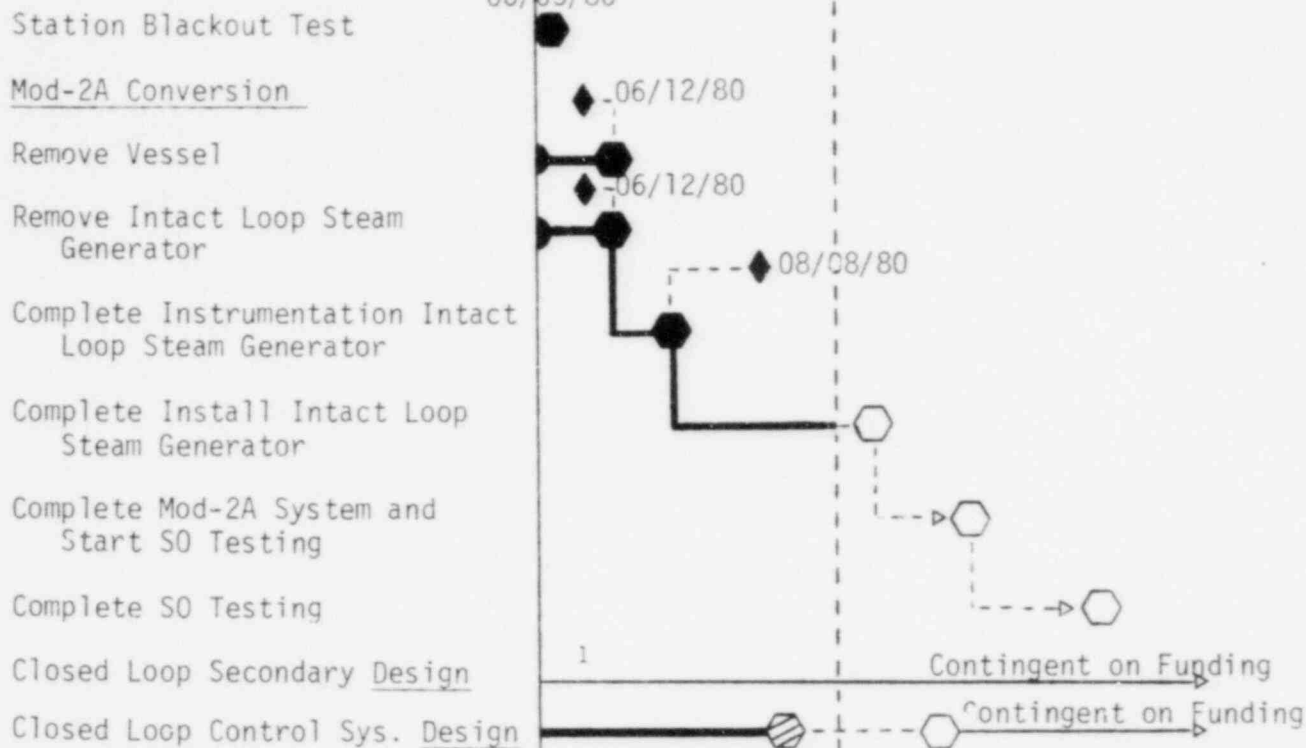 Station Blackout Test
Mod-2A Conversion
06/12/80
Remove Vessel
06/12/80
Remove Intact Loop Steam
Generator
08/08/80
Complete Instrumentation Intact
Loop Steam Generator
Complete Install Intact Loop
Steam Generator
Complete Mod-2A System and
Start SO Testing
Complete SO Testing
1
Closed Loop Secondary Design
Contingent on Funding
Closed Loop Control Sys. Design
Contingent on Funding